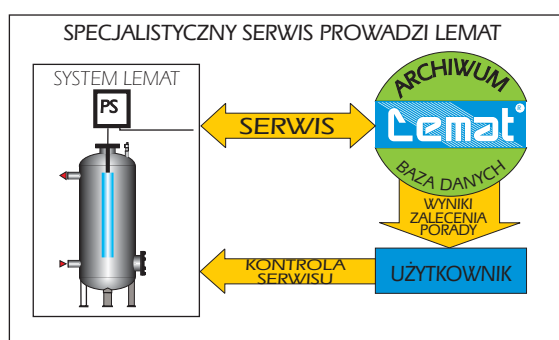 SPECJALISTYCZNY SERWIS PROWADZI LEMAT
SYSTEM LEMAT
PS
SERWIS
ARCHIWUM
Lemat®
BAZA DANYCH
WYNIKI
ZALECENIA
PORADY
KONTROLA
SERWISU
UŻYTKOWNIK